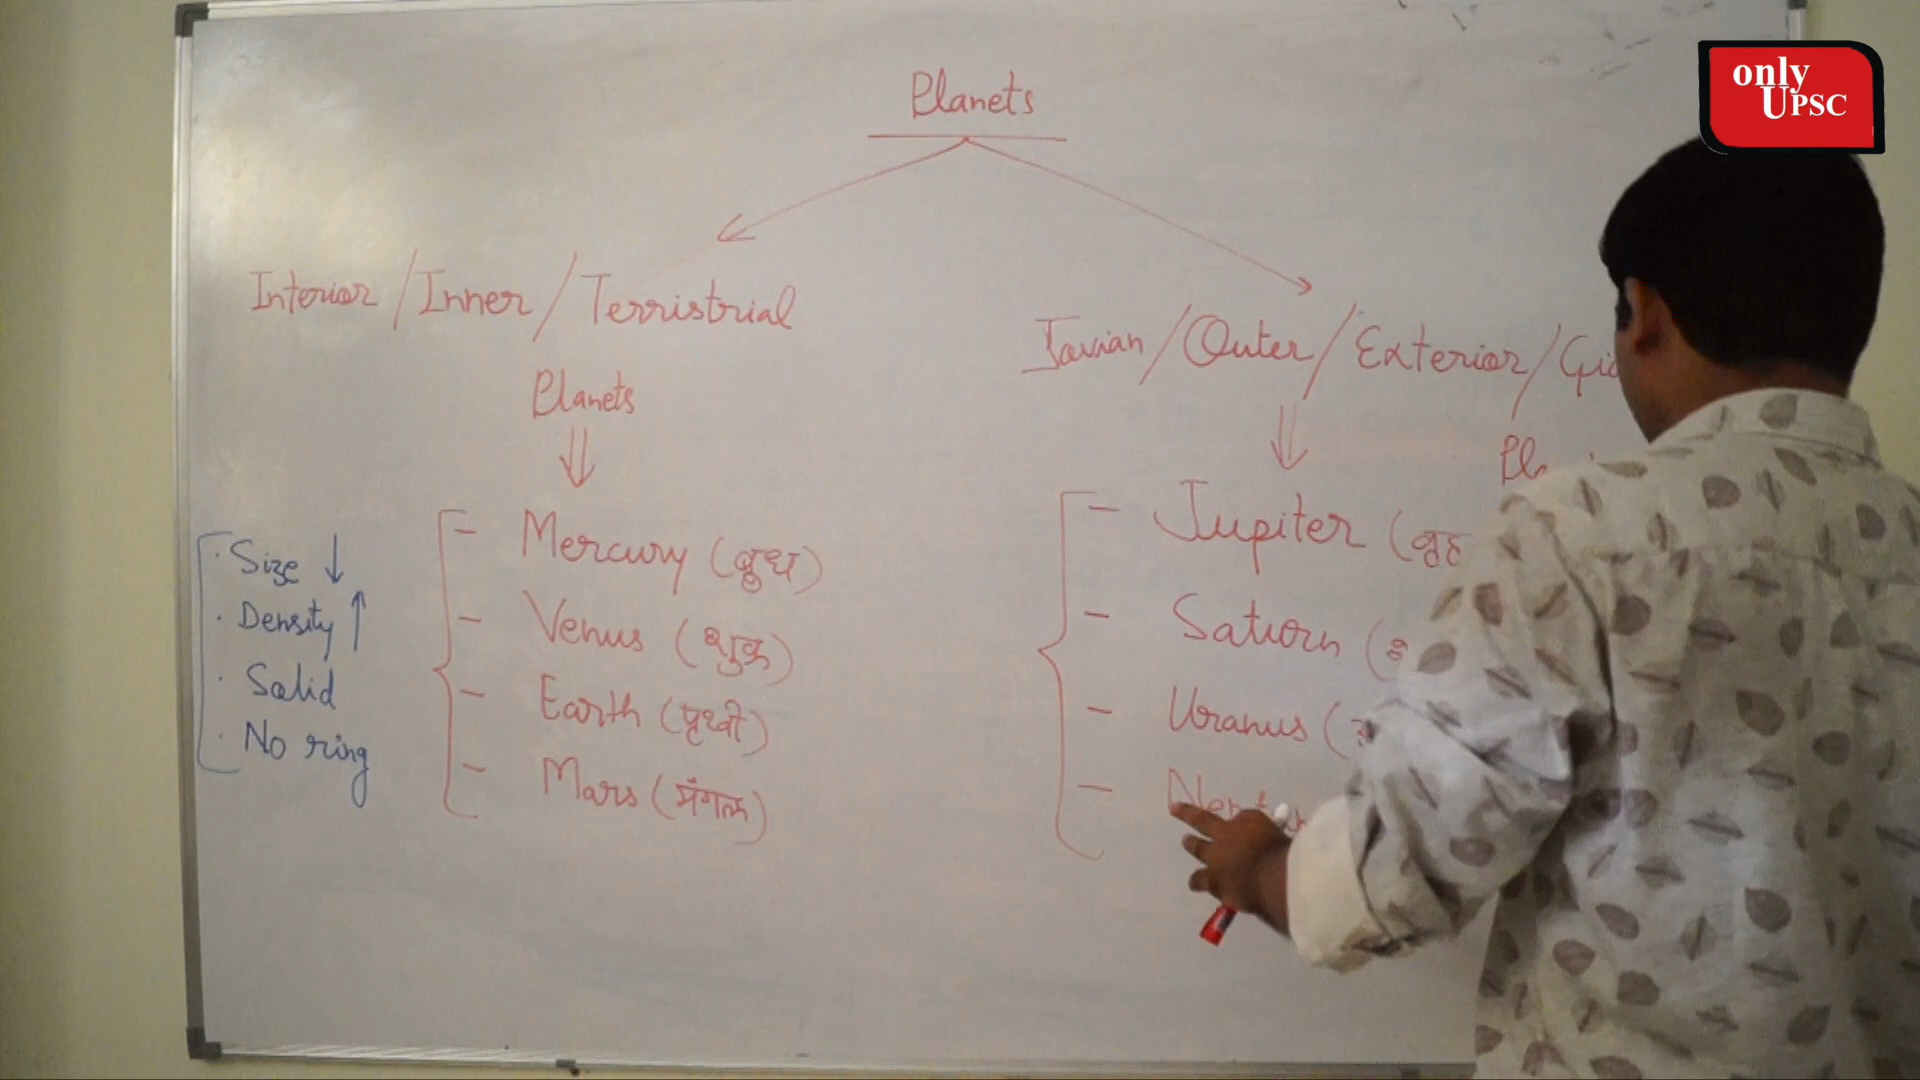 Planets
Interior / Inner / Terristrial
Planets
Size ↓
Density ↑
Solid
No ring
- Mercury (बुध)
- Venus (शुक्र)
- Earth (पृथ्वी)
- Mars (मंगल)
Jovian / Outer / Exterior /
- Jupiter
- Saturn
- Uranus
only
UPSC